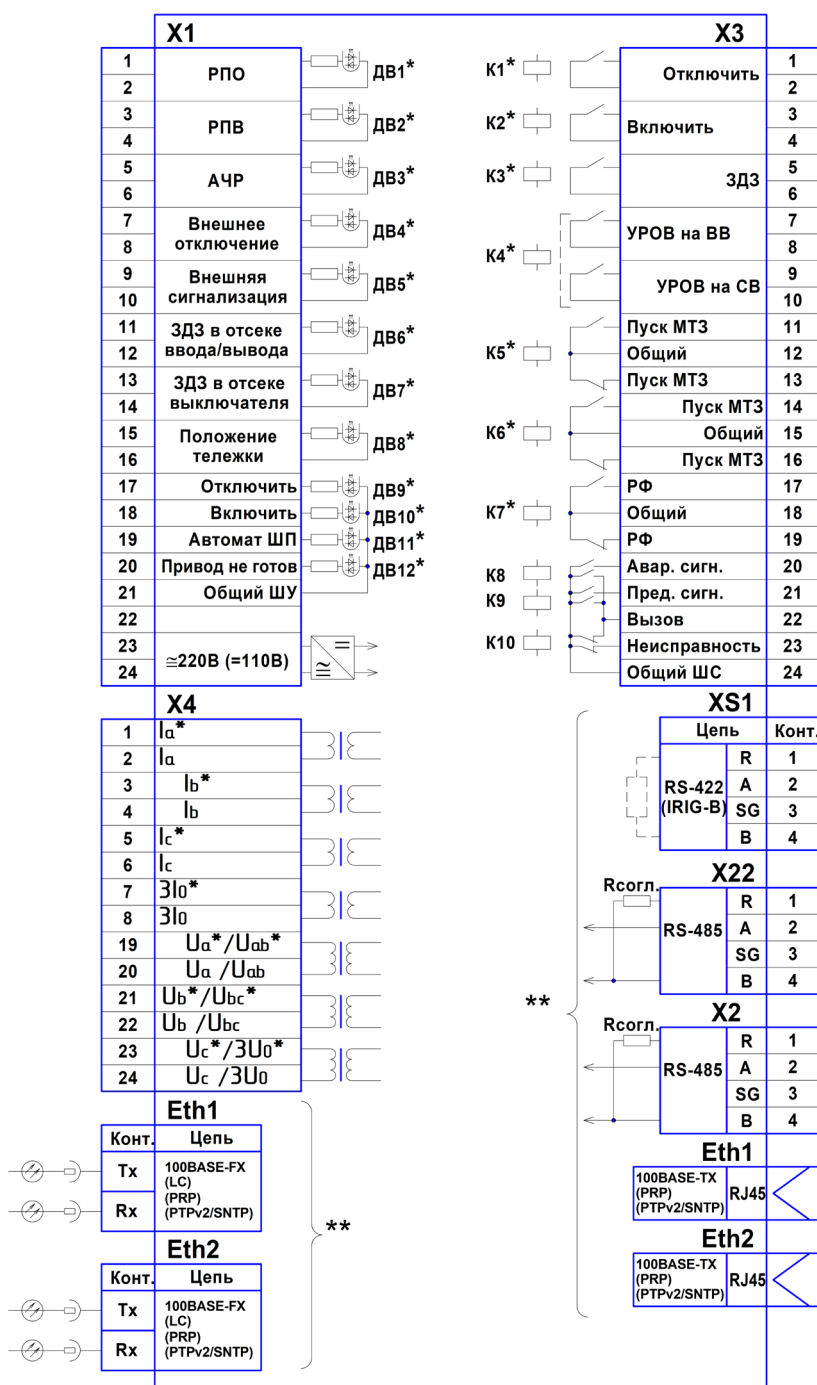 X1
1
РПО
ДВ1*
2
3
РПВ
ДВ2*
4
5
АЧР
ДВ3*
6
7
Внешнее
отключение
ДВ4*
8
9
Внешняя
сигнализация
ДВ5*
10
11
ЗДЗ в отсеке
ввода/вывода
ДВ6*
12
13
ЗДЗ в отсеке
выключателя
ДВ7*
14
15
Положение
тележки
ДВ8*
16
17 Отключить ДВ9*
18 Включить ДВ10*
19 Автомат ШП ДВ11*
20 Привод не готов ДВ12*
21 Общий ШУ
22
23
≅220В (=110В)
= ≅
24
X3
К1*
Отключить
1
2
К2*
Включить
3
4
К3*
ЗДЗ
5
6
К4*
УРОВ на ВВ
7
8
УРОВ на СВ
9
10
Пуск МТЗ 11
К5* Общий 12
Пуск МТЗ 13
Пуск МТЗ 14
К6* Общий 15
Пуск МТЗ 16
РФ 17
К7* Общий 18
РФ 19
К8 Авар. сигн. 20
К9 Пред. сигн. 21
Вызов 22
К10 Неисправность 23
Общий ШС 24
X4
1 Ia*
2 Ia
3 Ib*
4 Ib
5 Ic*
6 Ic
7 3I0*
8 3I0
19 Ua*/Uab*
20 Ua /Uab
21 Ub*/Ubc*
22 Ub /Ubc
23 Uc*/3U0*
24 Uc /3U0
Eth1
Конт. Цепь
Tx
Rx
100BASE-FX
(LC)
(PRP)
(PTPv2/SNTP)
Eth2
Конт. Цепь
Tx
Rx
100BASE-FX
(LC)
(PRP)
(PTPv2/SNTP)
**
**
XS1
Цепь Конт.
RS-422
(IRIG-B)
R 1
A 2
SG 3
B 4
X22
Rсогл.
RS-485
R 1
A 2
SG 3
B 4
X2
Rсогл.
RS-485
R 1
A 2
SG 3
B 4
Eth1
100BASE-TX
(PRP)
(PTPv2/SNTP)
RJ45
Eth2
100BASE-TX
(PRP)
(PTPv2/SNTP)
RJ45